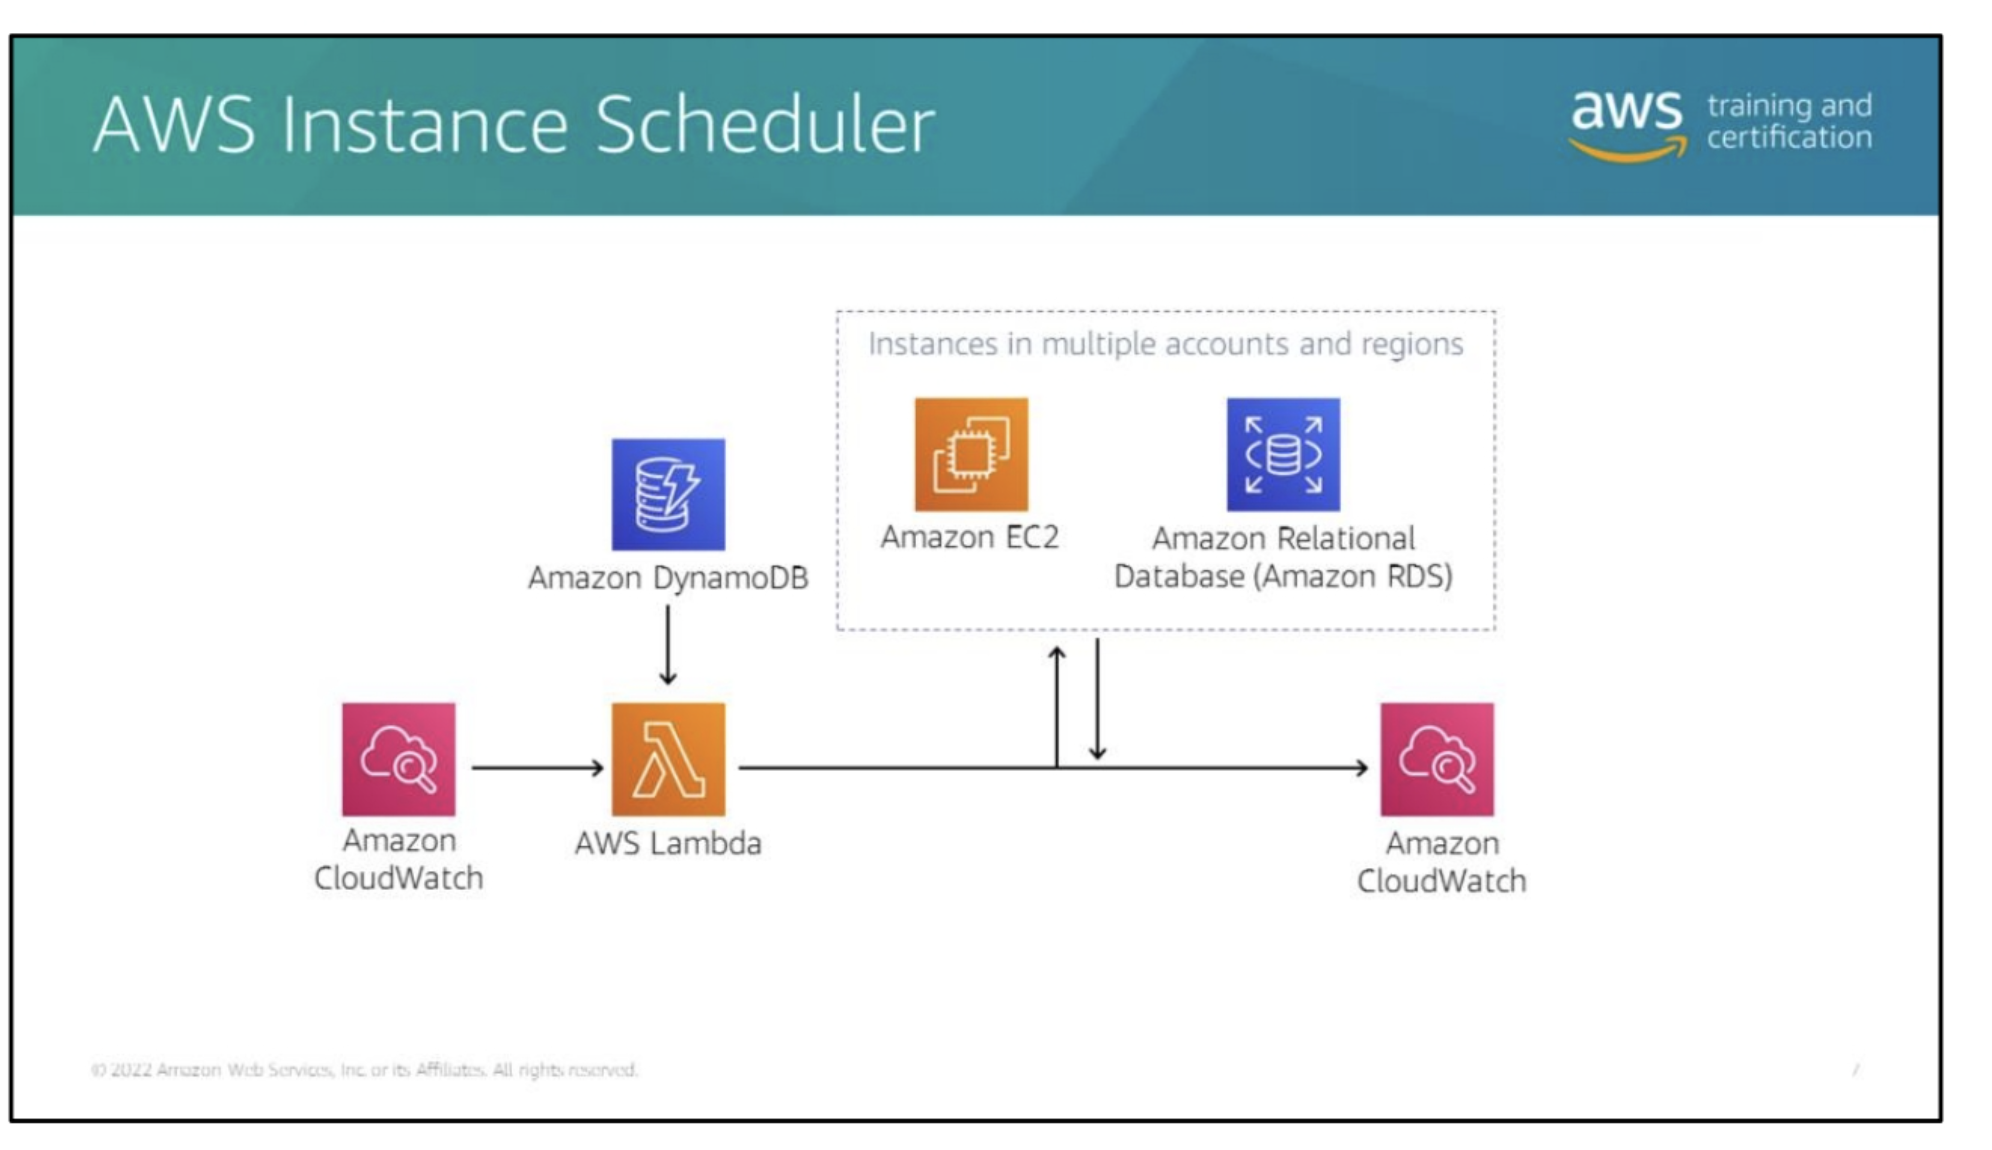 AWS Instance Scheduler
aws training and
certification
Instances in multiple accounts and regions
Amazon EC2
Amazon Relational
Database (Amazon RDS)
Amazon DynamoDB
Amazon
CloudWatch
AWS Lambda
Amazon
CloudWatch
© 2022 Amazon Web Services, Inc. or its Affiliates. All rights reserved.